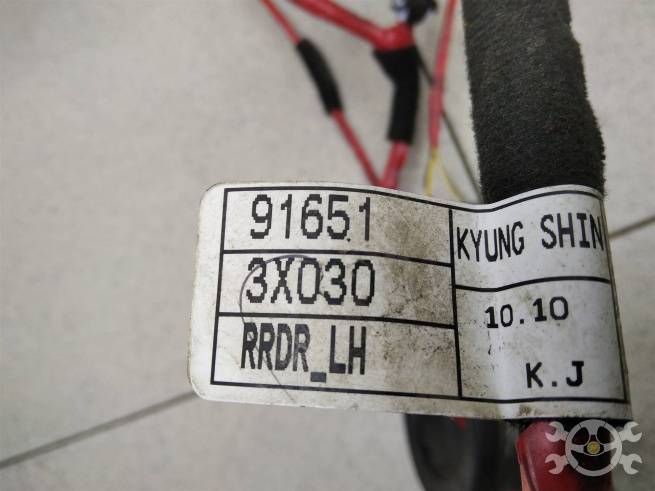 91651
3X030
RRDR_LH
KYUNG SHIN
10.10
K.J